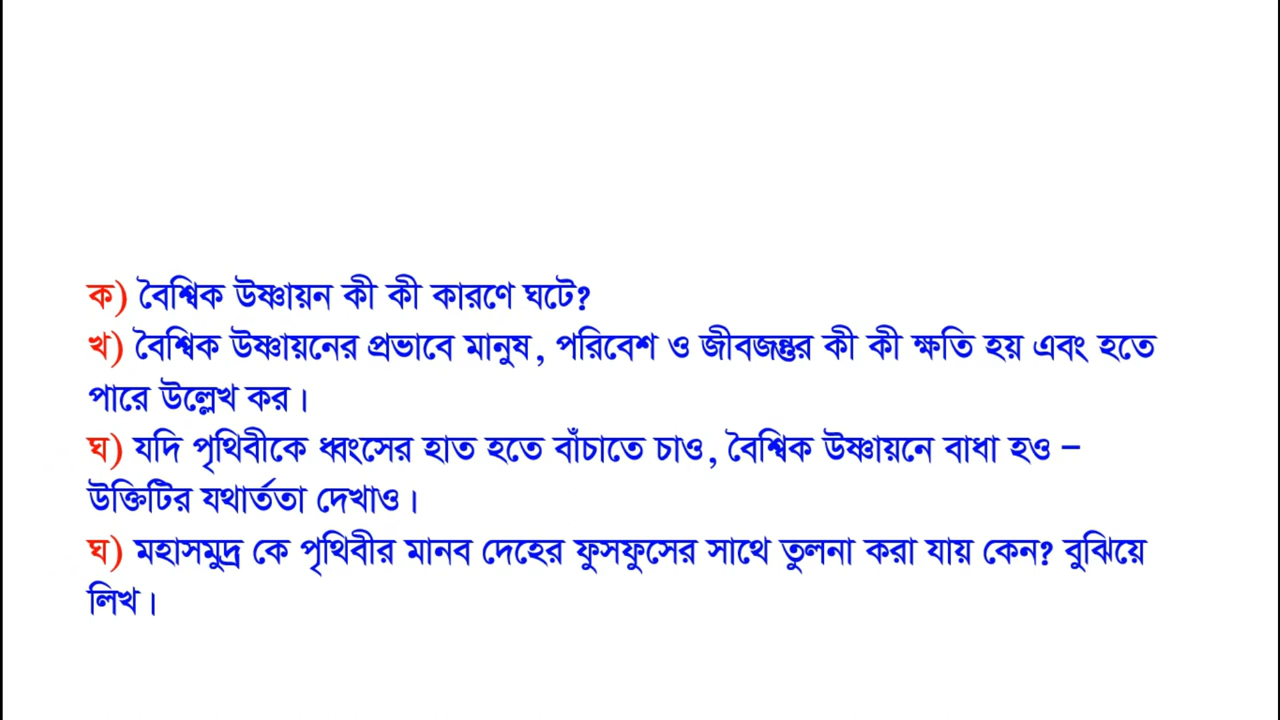 ক) বৈশ্বিক উষ্ণায়ন কী কী কারণে ঘটে?
খ) বৈশ্বিক উষ্ণায়নের প্রভাবে মানুষ, পরিবেশ ও জীবজন্তুর কী কী ক্ষতি হয় এবং হতে
পারে উল্লেখ কর।
ঘ) যদি পৃথিবীকে ধ্বংসের হাত হতে বাঁচাতে চাও, বৈশ্বিক উষ্ণায়নে বাধা হও –
উক্তিটির যথার্ততা দেখাও।
ঘ) মহাসমুদ্র কে পৃথিবীর মানব দেহের ফুসফুসের সাথে তুলনা করা যায় কেন? বুঝিয়ে
লিখ।